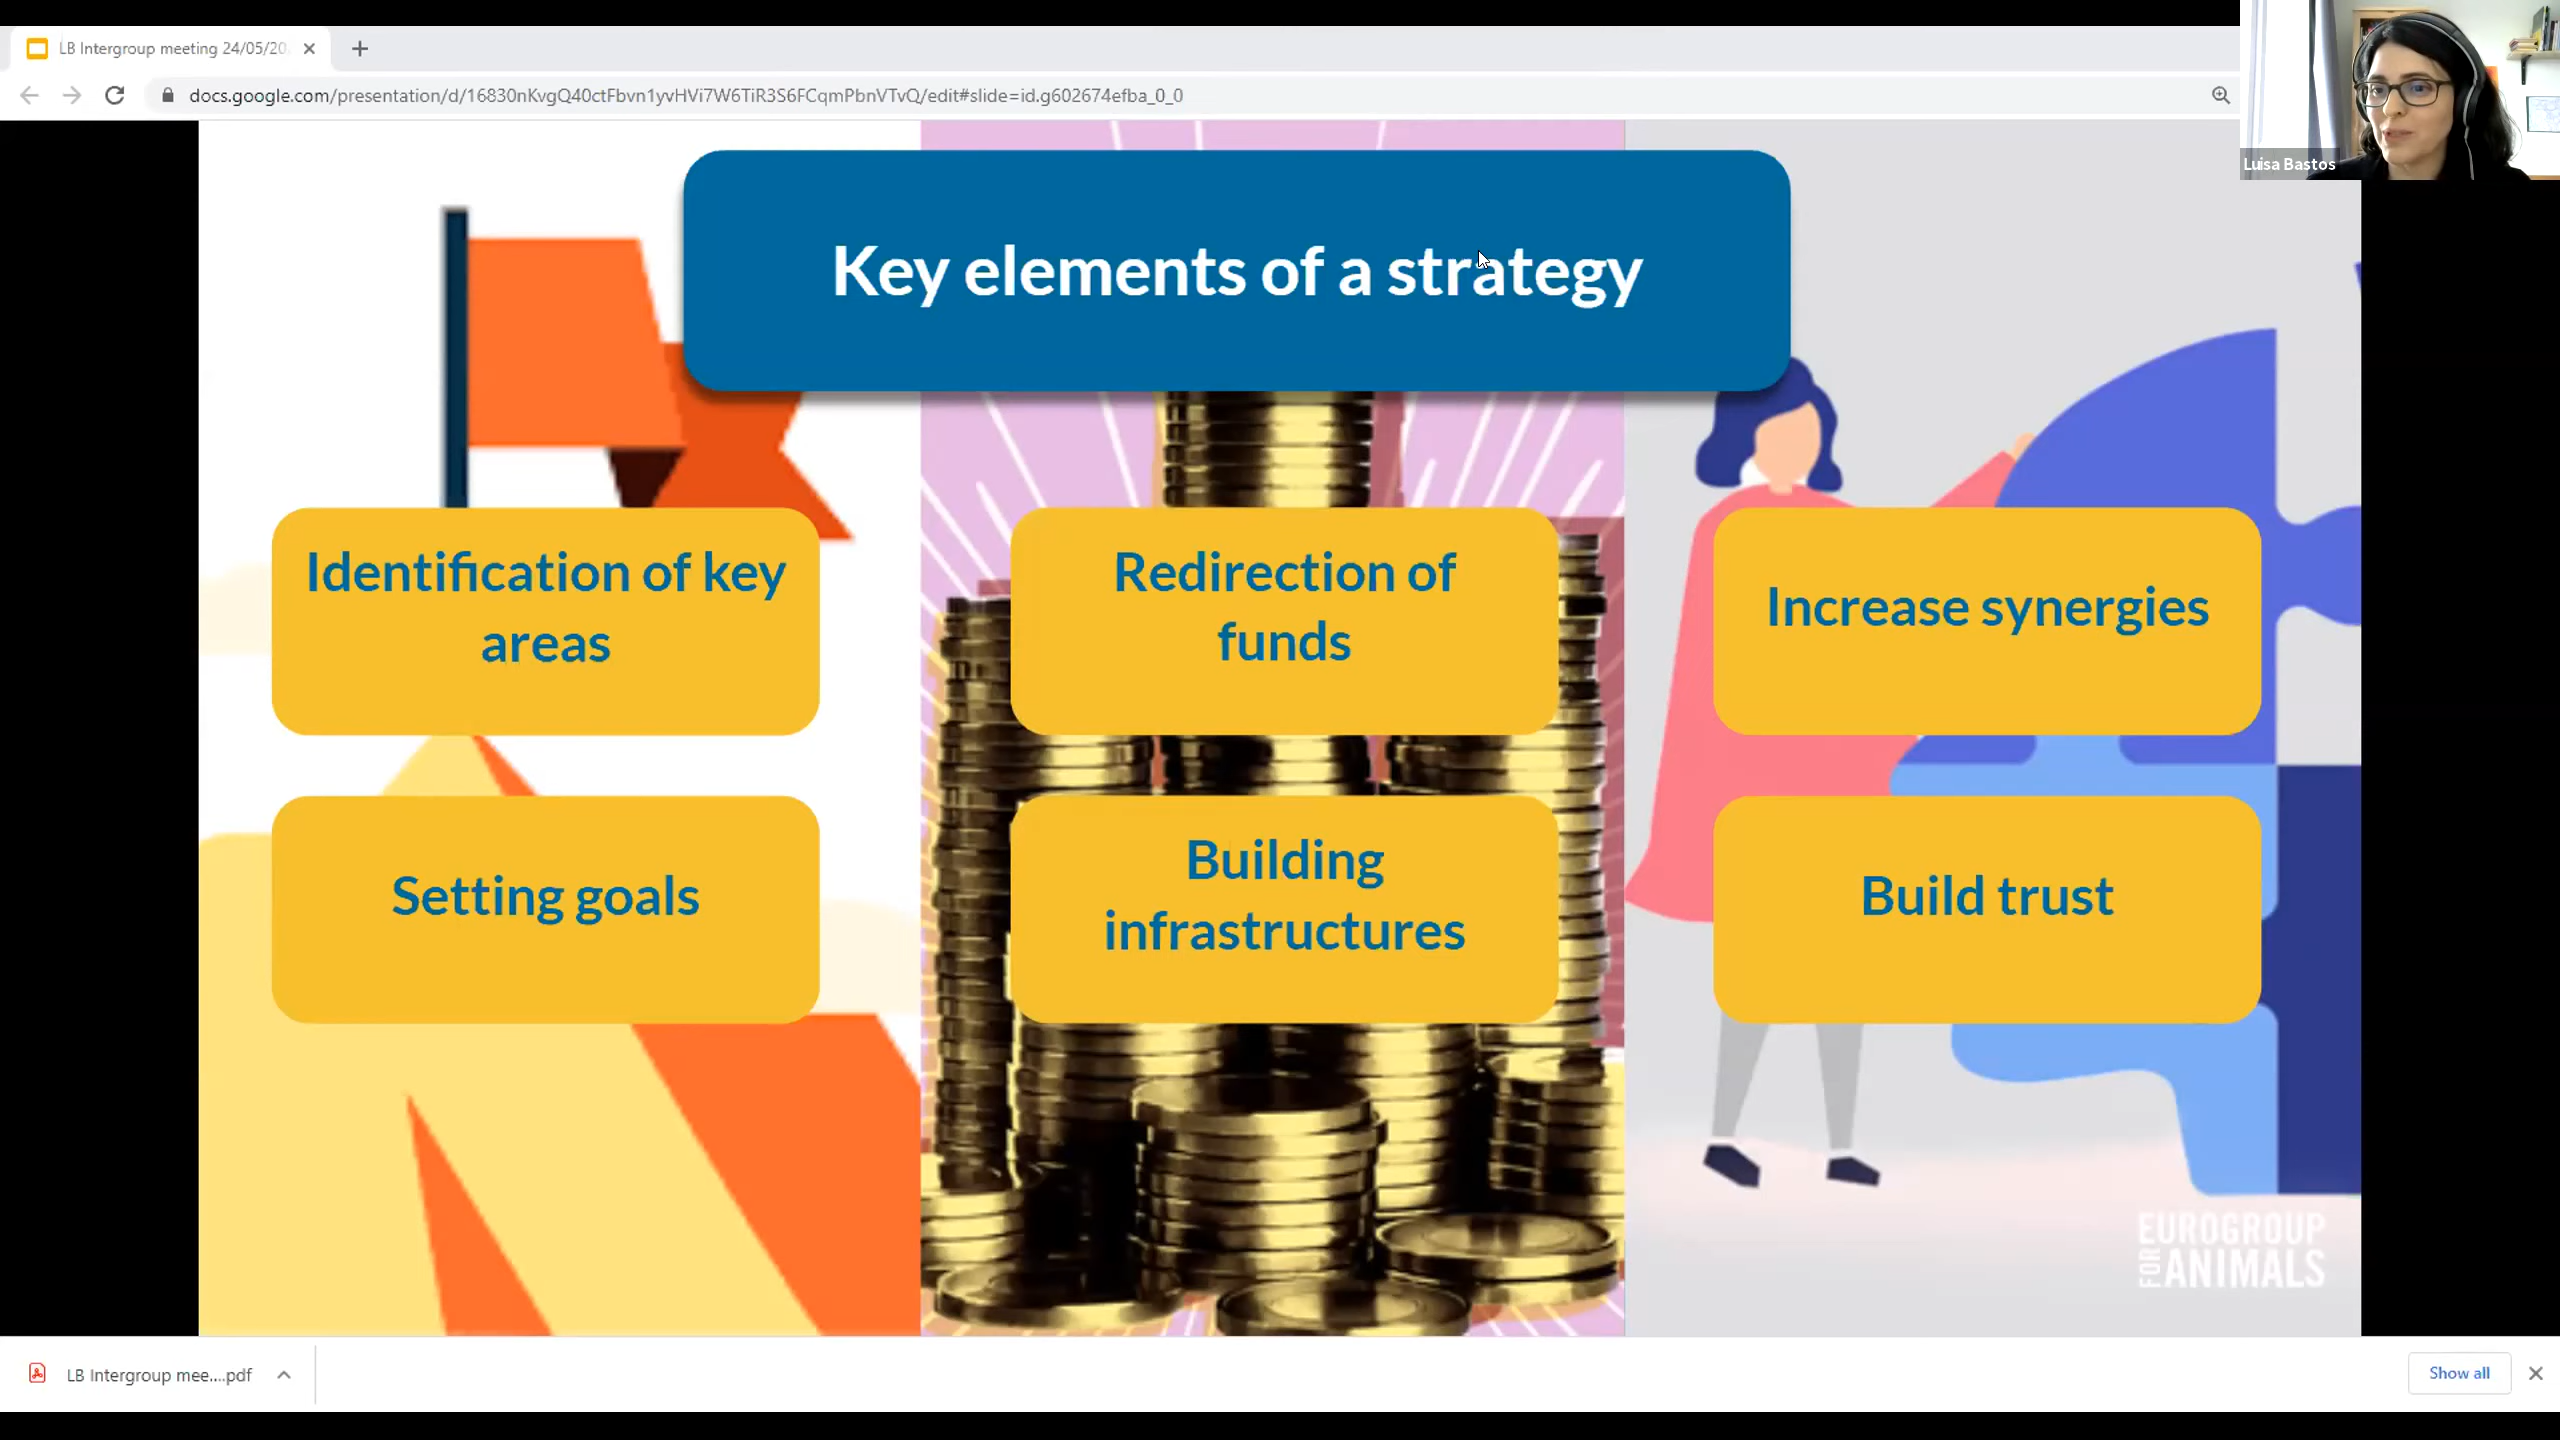 LB Intergroup meeting 24/05/20
docs.google.com/presentation/d/16830nKvgQ40ctFbvn1yvHVi7W6TiR3S6FCqmPbnVTvQ/edit#slide=id.g602674efba_0_0
Luisa Bastos
Key elements of a strategy
Identification of key
areas
Redirection of
funds
Increase synergies
Setting goals
Building
infrastructures
Build trust
EUROGROUP
FOR ANIMALS
LB Intergroup mee....pdf
Show all